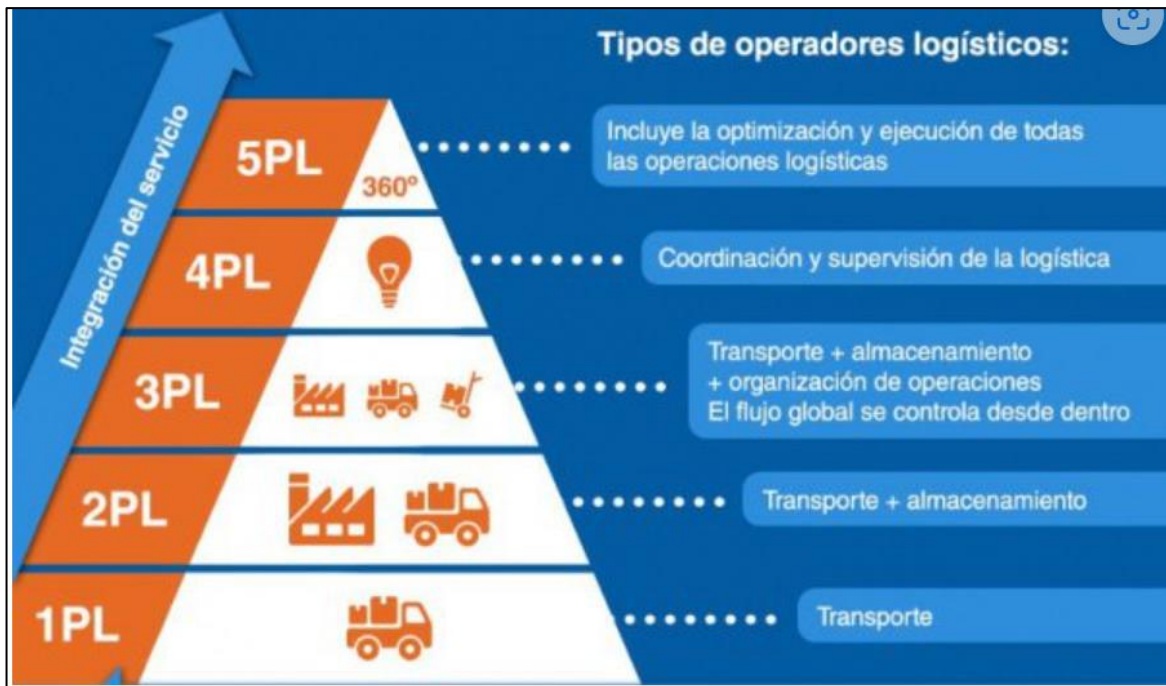 Tipos de operadores logísticos:
Integración del servicio
5PL
360º
Incluye la optimización y ejecución de todas
las operaciones logísticas
4PL
Coordinación y supervisión de la logística
3PL
Transporte + almacenamiento
+ organización de operaciones
El flujo global se controla desde dentro
2PL
Transporte + almacenamiento
1PL
Transporte